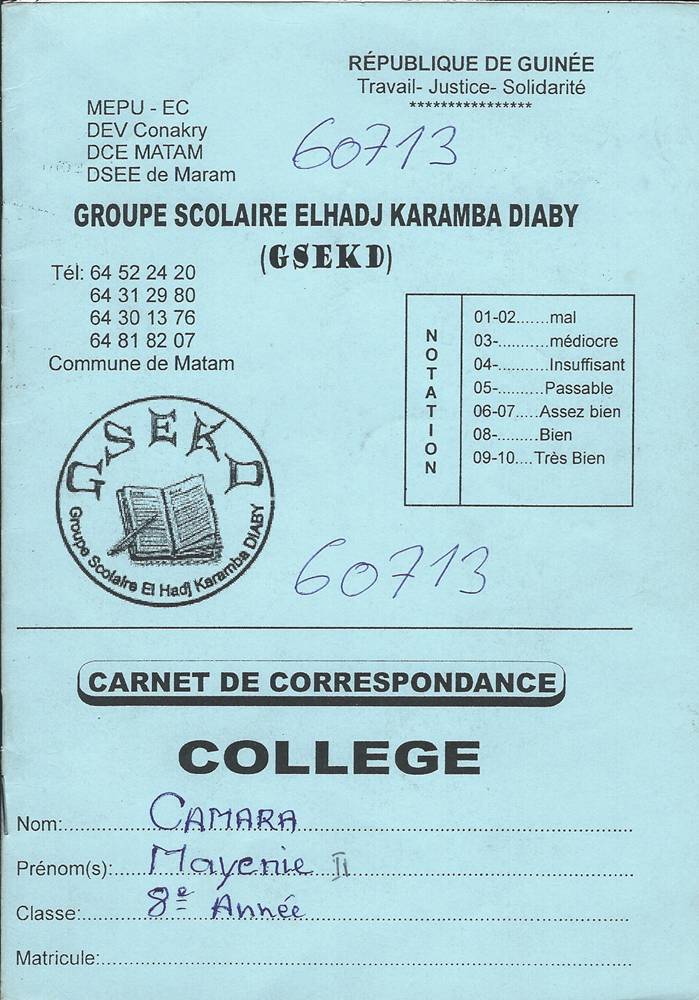 RÉPUBLIQUE DE GUINÉE
Travail- Justice- Solidarité
****************
MEPU - EC
DEV Conakry
DCE MATAM
DSEE de Maram
60713
GROUPE SCOLAIRE ELHADJ KARAMBA DIABY
(GSEKD)
Tél: 64 52 24 20
64 31 29 80
64 30 13 76
64 81 82 07
Commune de Matam
NOTATION
01-02.......mal
03-..........médiocre
04-..........Insuffisant
05-.........Passable
06-07.....Assez bien
08-........Bien
09-10....Très Bien
GSEKD
Groupe Scolaire El Hadj Karamba DIABY
60713
CARNET DE CORRESPONDANCE
COLLEGE
Nom: CAMARA
Prénom(s): Mayenie II
Classe: 8e Année
Matricule: